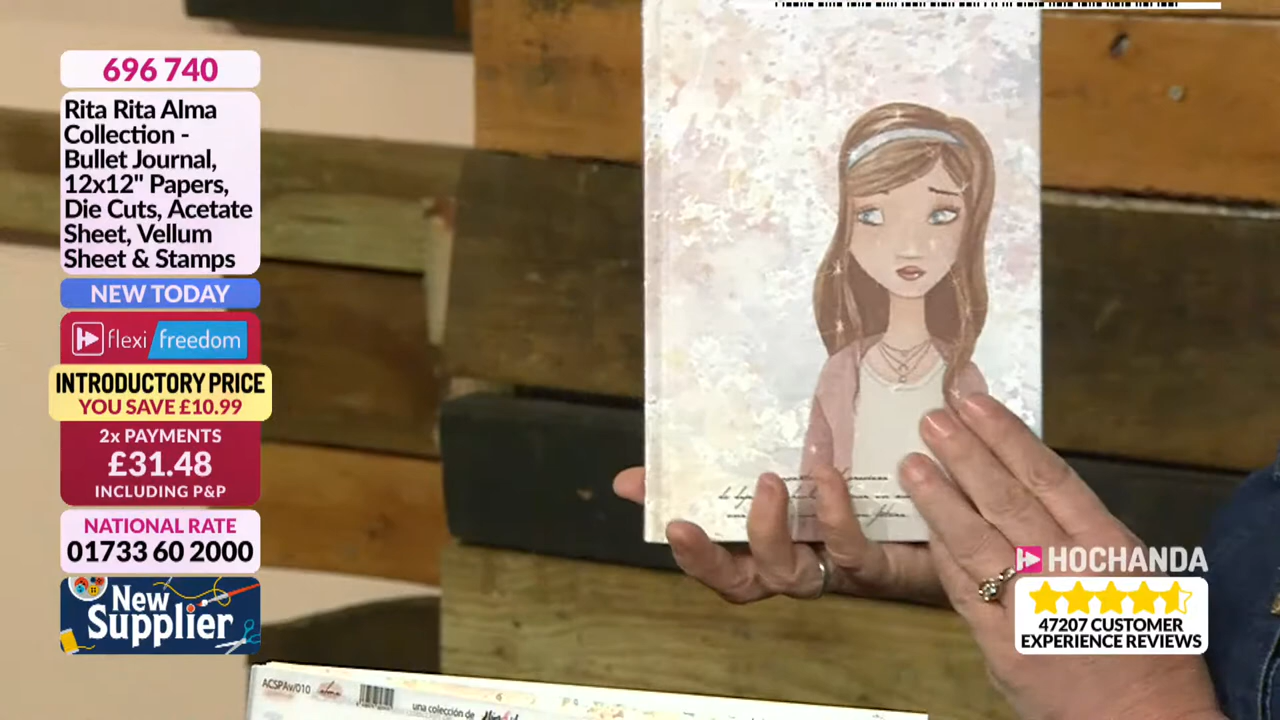 696 740
Rita Rita Alma
Collection -
Bullet Journal,
12x12" Papers,
Die Cuts, Acetate
Sheet, Vellum
Sheet & Stamps
NEW TODAY
flexi freedom
INTRODUCTORY PRICE
YOU SAVE £10.99
2x PAYMENTS
£31.48
INCLUDING P&P
NATIONAL RATE
01733 60 2000
New
Supplier
HOCHANDA
47207 CUSTOMER
EXPERIENCE REVIEWS
ACSPAv/010
una colección de